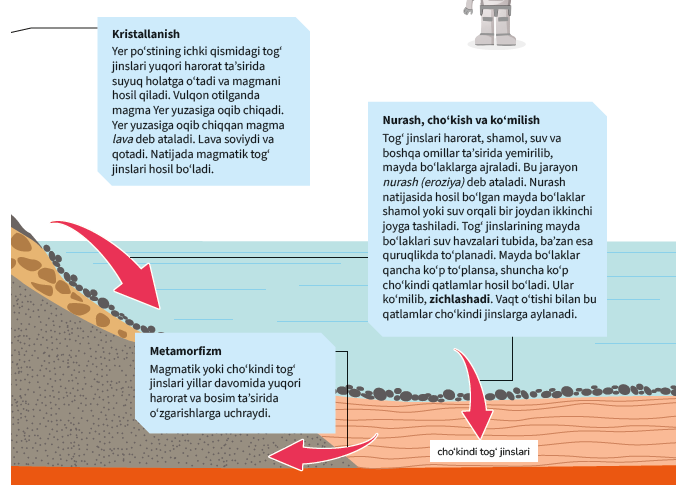 Kristallanish
Yer po‘stining ichki qismidagi tog‘
jinslari yuqori harorat ta’sirida
suyuq holatga o‘tadi va magmani
hosil qiladi. Vulqon otilganda
magma Yer yuzasiga oqib chiqadi.
Yer yuzasiga oqib chiqqan magma
lava deb ataladi. Lava soviydi va
qotadi. Natijada magmatik tog‘
jinslari hosil bo‘ladi.
Nurash, cho‘kish va ko‘milish
Tog‘ jinslari harorat, shamol, suv va
boshqa omillar ta’sirida yemirilib,
mayda bo‘laklarga ajraladi. Bu jarayon
nurash (eroziya) deb ataladi. Nurash
natijasida hosil bo‘lgan mayda bo‘laklar
shamol yoki suv orqali bir joydan ikkinchi
joyga tashiladi. Tog‘ jinslarining mayda
bo‘laklari suv havzalari tubida, ba’zan esa
quruqlikda to‘planadi. Mayda bo‘laklar
qancha ko‘p to‘plansa, shuncha ko‘p
cho‘kindi qatlamlar hosil bo‘ladi. Ular
ko‘milib, zichlashadi. Vaqt o‘tishi bilan bu
qatlamlar cho‘kindi jinslarga aylanadi.
Metamorfizm
Magmatik yoki cho‘kindi tog‘
jinslari yillar davomida yuqori
harorat va bosim ta’sirida
o‘zgarishlarga uchraydi.
cho‘kindi tog‘ jinslari